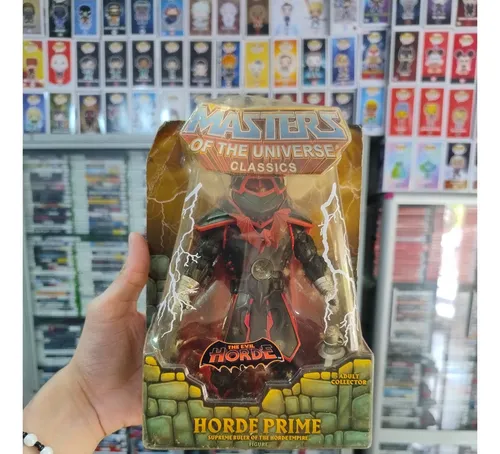 MASTERS
OF THE UNIVERSE
CLASSICS
THE EVIL
HORDE
ADULT
COLLECTOR
HORDE PRIME
SUPREME RULER OF THE HORDE EMPIRE
FIGURE